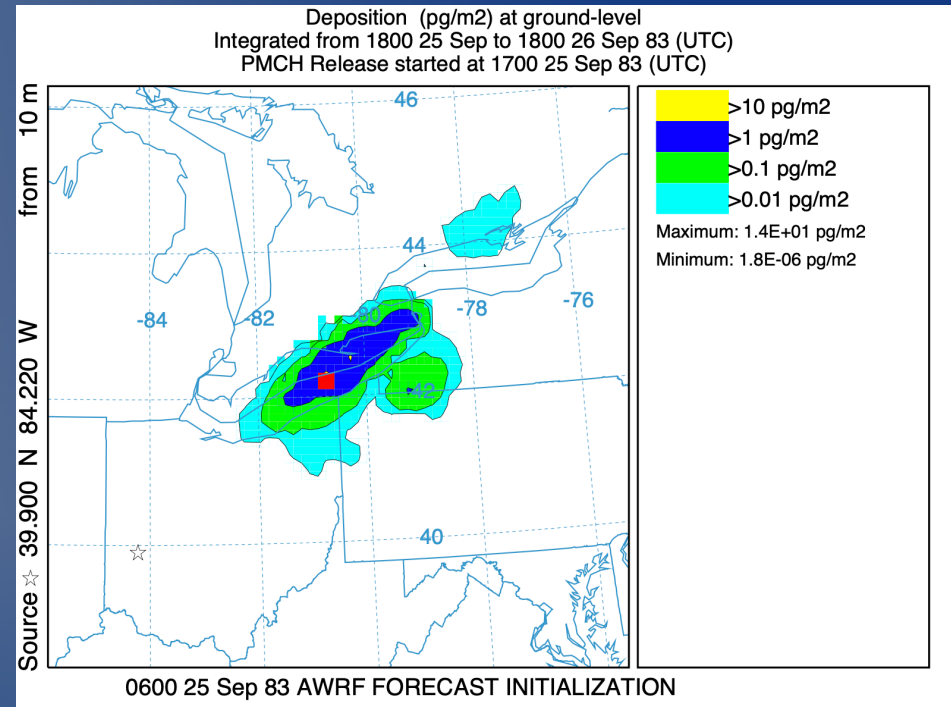 Deposition (pg/m2) at ground-level
Integrated from 1800 25 Sep to 1800 26 Sep 83 (UTC)
PMCH Release started at 1700 25 Sep 83 (UTC)
Source ☆ 39.900 N 84.220 W from 10 m
46
44
-84
-82
-80
-78
-76
-42
40
>10 pg/m2
>1 pg/m2
>0.1 pg/m2
>0.01 pg/m2
Maximum: 1.4E+01 pg/m2
Minimum: 1.8E-06 pg/m2
0600 25 Sep 83 AWRF FORECAST INITIALIZATION